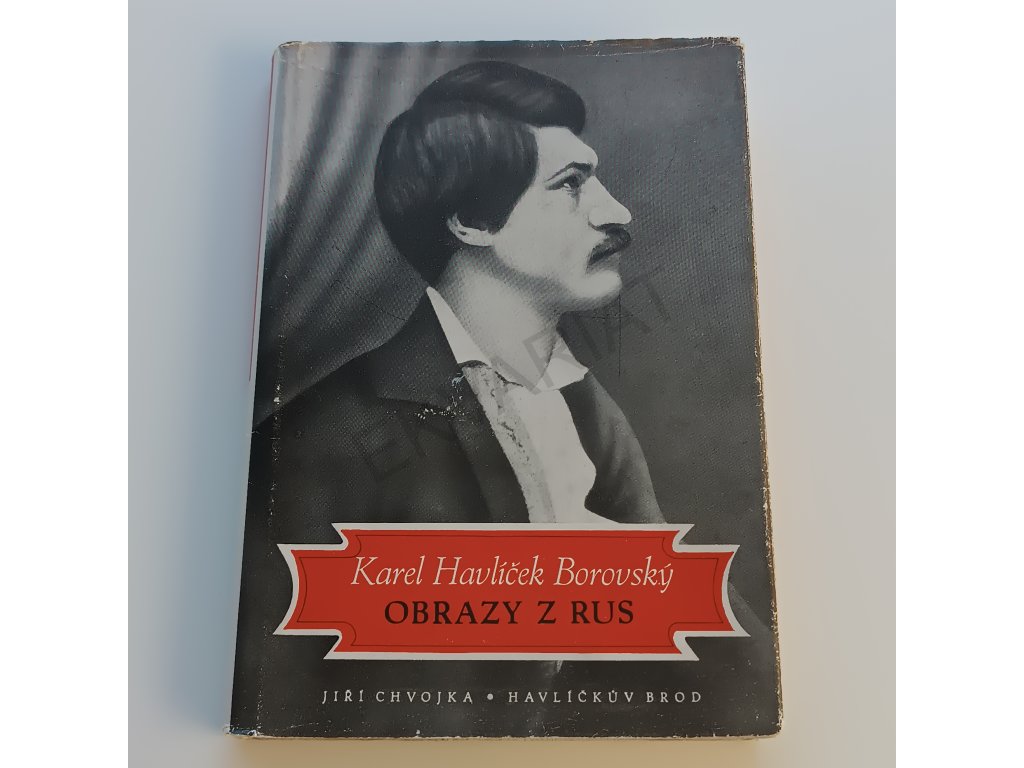 Karel Havlíček Borovský
OBRAZY Z RUS
JIŘÍ CHVOJKA • HAVLÍČKŮV BROD